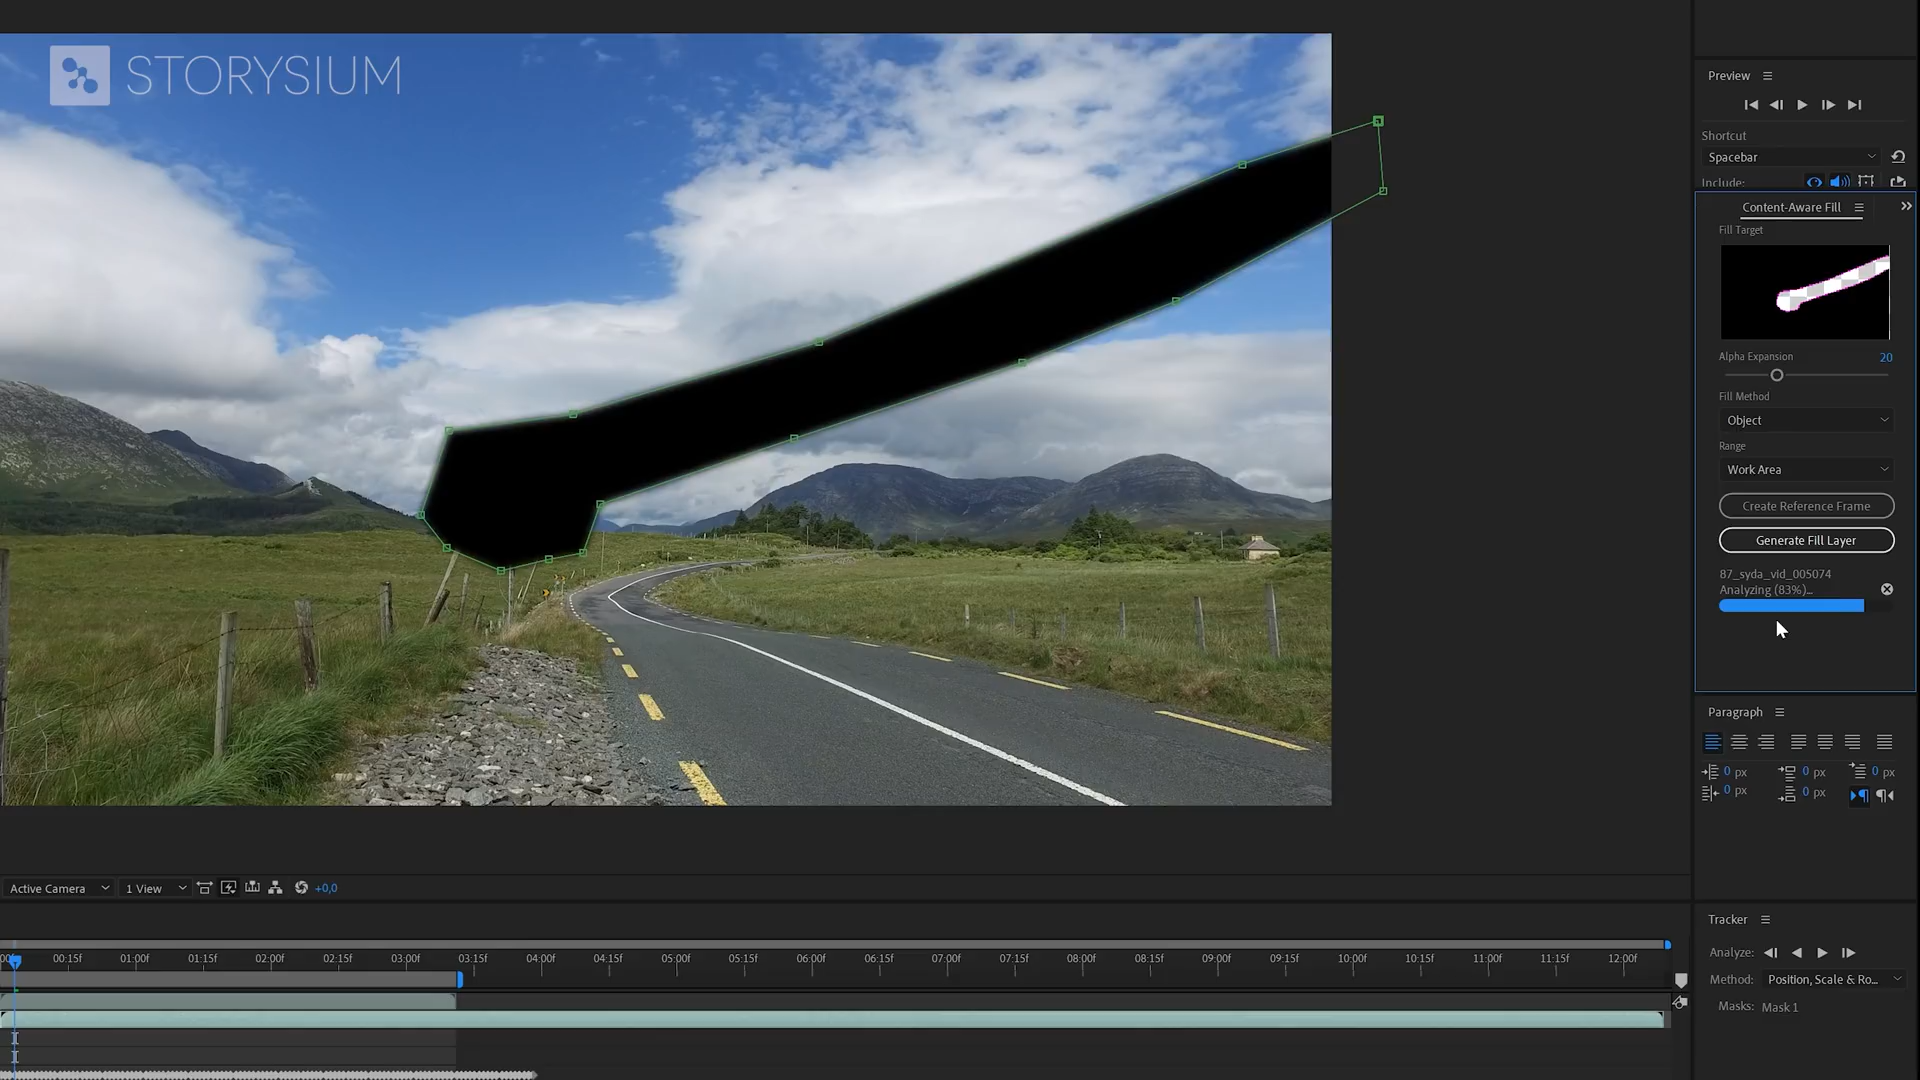 STORYSIUM
Preview
Shortcut
Spacebar
Include:
Content-Aware Fill
Fill Target
Alpha Expansion 20
Fill Method
Object
Range
Work Area
Create Reference Frame
Generate Fill Layer
87_syda_vid_005074
Analyzing (83%)...
Paragraph
0 px 0 px 0 px
0 px 0 px
Active Camera 1 View +0,0
Tracker
00:15f 01:00f 01:15f 02:00f 02:15f 03:00f 03:15f 04:00f 04:15f 05:00f 05:15f 06:00f 06:15f 07:00f 07:15f 08:00f 08:15f 09:00f 09:15f 10:00f 10:15f 11:00f 11:15f 12:00f
Analyze:
Method: Position, Scale & Ro...
Masks: Mask 1